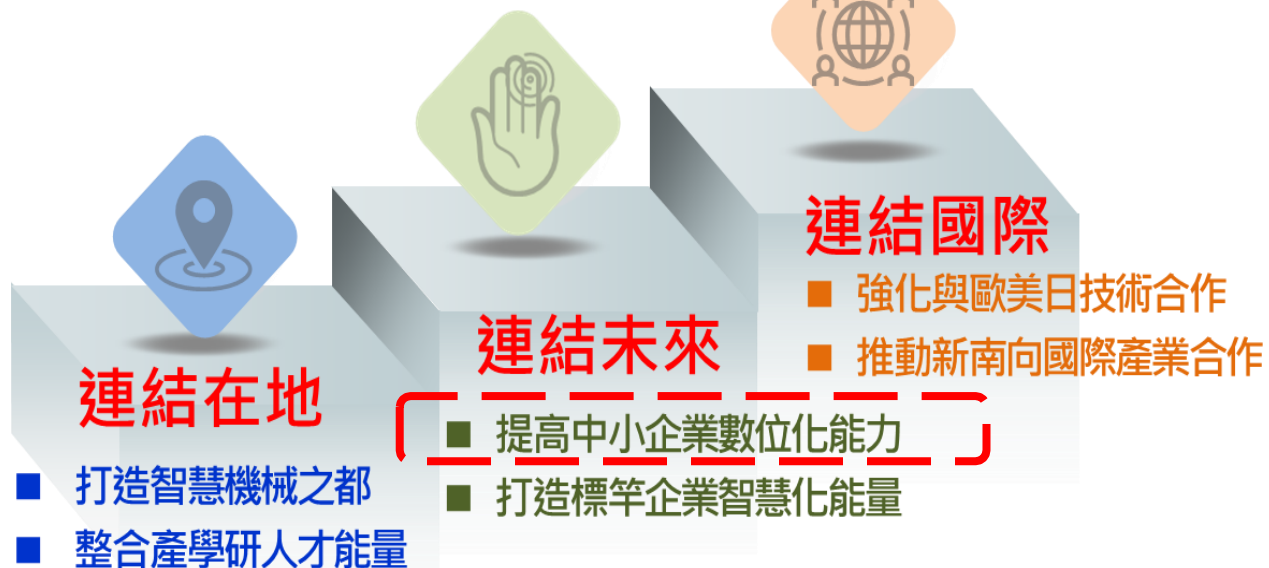 連結在地
打造智慧機械之都
整合產學研人才能量
連結未來
提高中小企業數位化能力
打造標竿企業智慧化能量
連結國際
強化與歐美日技術合作
推動新南向國際產業合作